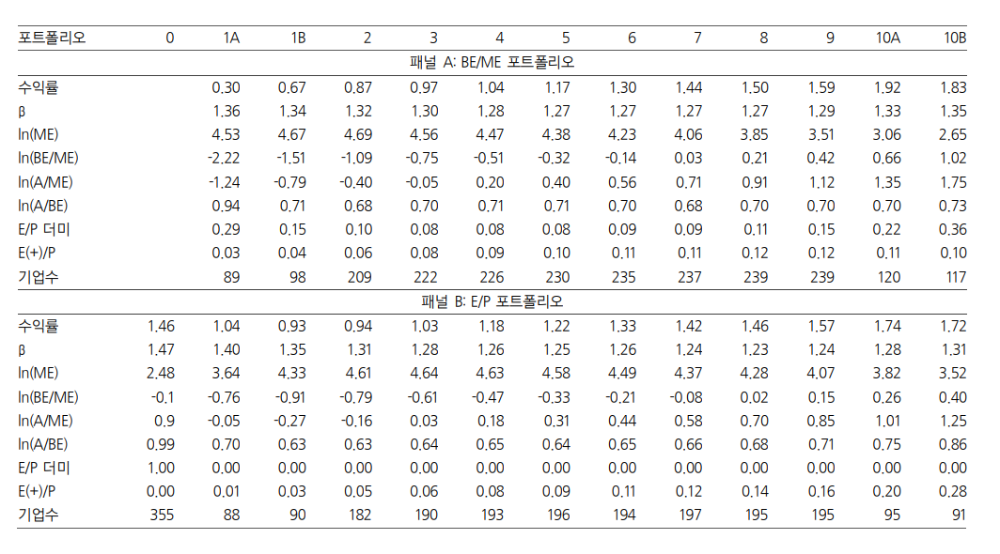 포트폴리오 0 1A 1B 2 3 4 5 6 7 8 9 10A 10B
패널 A: BE/ME 포트폴리오
수익률 0.30 0.67 0.87 0.97 1.04 1.17 1.30 1.44 1.50 1.59 1.92 1.83
β 1.36 1.34 1.32 1.30 1.28 1.27 1.27 1.27 1.27 1.29 1.33 1.35
ln(ME) 4.53 4.67 4.69 4.56 4.47 4.38 4.23 4.06 3.85 3.51 3.06 2.65
ln(BE/ME) -2.22 -1.51 -1.09 -0.75 -0.51 -0.32 -0.14 0.03 0.21 0.42 0.66 1.02
ln(A/ME) -1.24 -0.79 -0.40 -0.05 0.20 0.40 0.56 0.71 0.91 1.12 1.35 1.75
ln(A/BE) 0.94 0.71 0.68 0.70 0.71 0.71 0.70 0.68 0.70 0.70 0.70 0.73
E/P 더미 0.29 0.15 0.10 0.08 0.08 0.08 0.09 0.09 0.11 0.15 0.22 0.36
E(+)/P 0.03 0.04 0.06 0.08 0.09 0.10 0.11 0.11 0.12 0.12 0.11 0.10
기업수 89 98 209 222 226 230 235 237 239 239 120 117
패널 B: E/P 포트폴리오
수익률 1.46 1.04 0.93 0.94 1.03 1.18 1.22 1.33 1.42 1.46 1.57 1.74 1.72
β 1.47 1.40 1.35 1.31 1.28 1.26 1.25 1.26 1.24 1.23 1.24 1.28 1.31
ln(ME) 2.48 3.64 4.33 4.61 4.64 4.63 4.58 4.49 4.37 4.28 4.07 3.82 3.52
ln(BE/ME) -0.1 -0.76 -0.91 -0.79 -0.61 -0.47 -0.33 -0.21 -0.08 0.02 0.15 0.26 0.40
ln(A/ME) 0.9 -0.05 -0.27 -0.16 0.03 0.18 0.31 0.44 0.58 0.70 0.85 1.01 1.25
ln(A/BE) 0.99 0.70 0.63 0.63 0.64 0.65 0.64 0.65 0.66 0.68 0.71 0.75 0.86
E/P 더미 1.00 0.00 0.00 0.00 0.00 0.00 0.00 0.00 0.00 0.00 0.00 0.00 0.00
E(+)/P 0.00 0.01 0.03 0.05 0.06 0.08 0.09 0.11 0.12 0.14 0.16 0.20 0.28
기업수 355 88 90 182 190 193 196 194 197 195 195 95 91